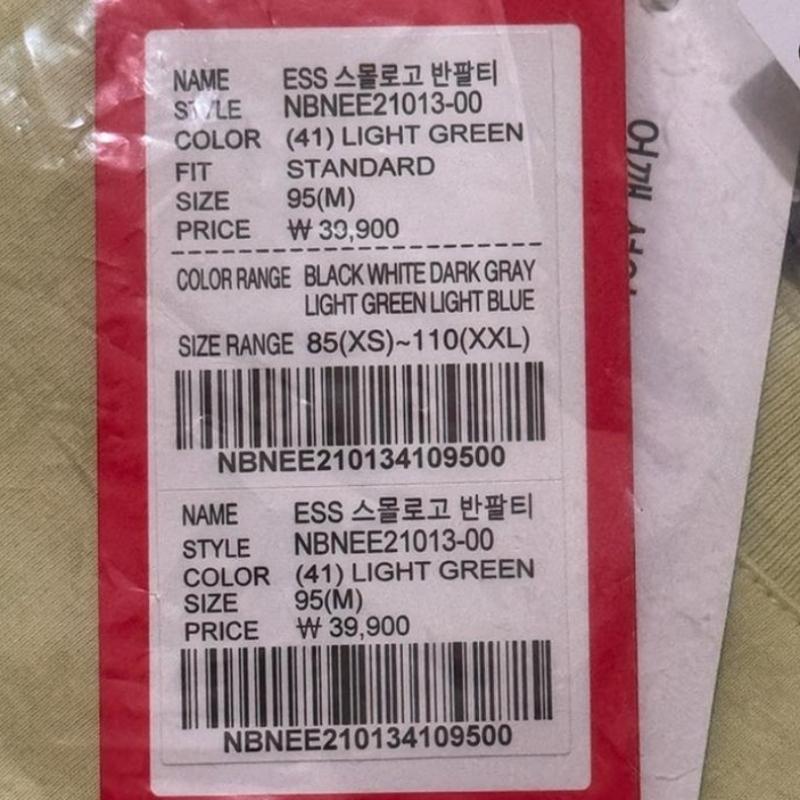 NAME ESS 스몰로고 반팔티
STYLE NBNEE21013-00
COLOR (41) LIGHT GREEN
FIT STANDARD
SIZE 95(M)
PRICE ₩ 39,900
COLOR RANGE BLACK WHITE DARK GRAY
LIGHT GREEN LIGHT BLUE
SIZE RANGE 85(XS)~110(XXL)
NBNEE210134109500
NAME ESS 스몰로고 반팔티
STYLE NBNEE21013-00
COLOR (41) LIGHT GREEN
SIZE 95(M)
PRICE ₩ 39,900
NBNEE210134109500
어깨